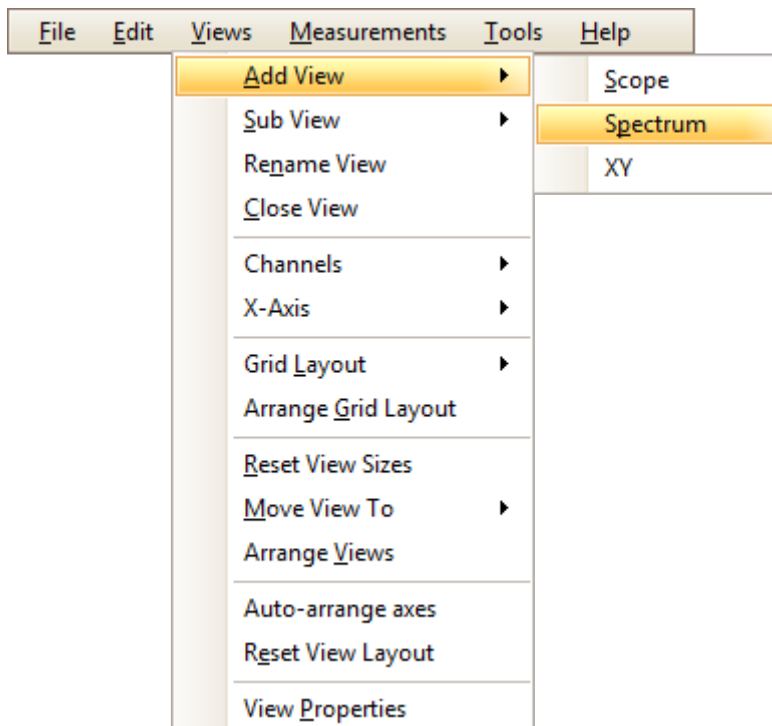 File Edit Views Measurements Tools Help
Add View
Scope
Sub View
Spectrum
Rename View
XY
Close View
Channels
X-Axis
Grid Layout
Arrange Grid Layout
Reset View Sizes
Move View To
Arrange Views
Auto-arrange axes
Reset View Layout
View Properties